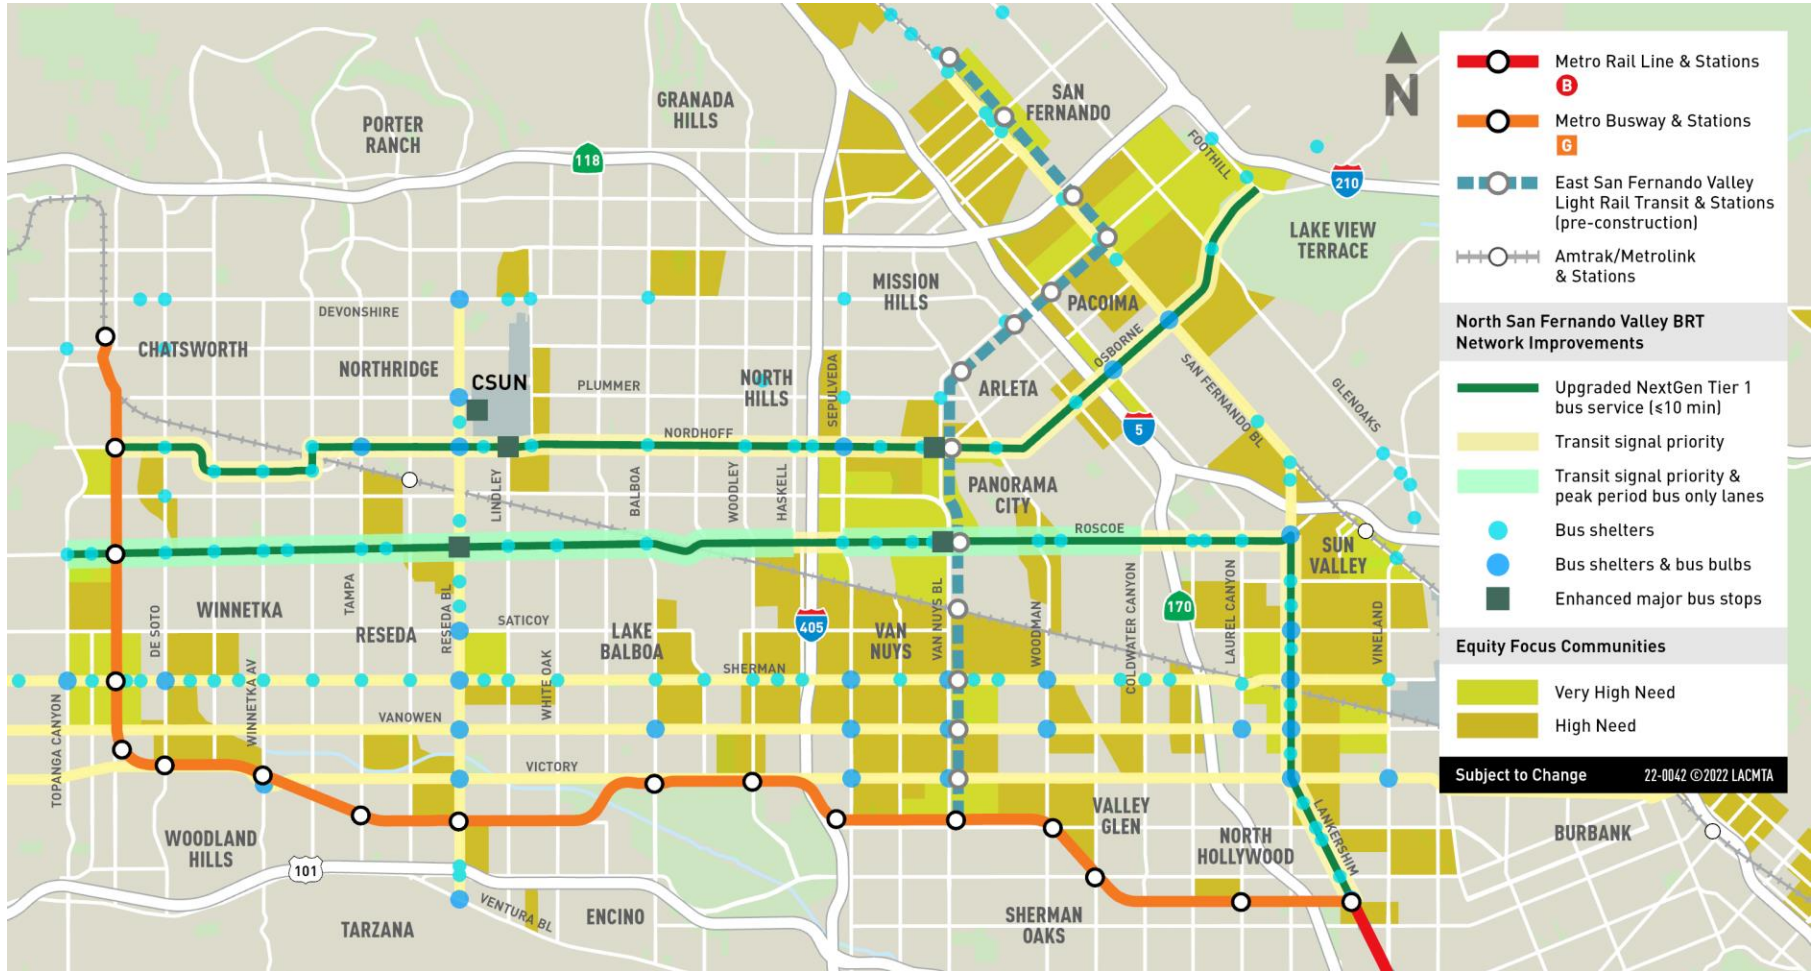 GRANADA
HILLS
PORTER
RANCH
118
SAN
FERNANDO
FOOTHILL
210
LAKE VIEW
TERRACE
N
MISSION
HILLS
PACOIMA
DEVONSHIRE
CHATSWORTH
NORTHRIDGE
CSUN
PLUMMER
NORTH
HILLS
SEPULVEDA
ARLETA
OSBORNE
SAN FERNANDO BL
GLENOAKS
5
NORDHOFF
LINDLEY
BALBOA
WOODLEY
HASKELL
PANORAMA
CITY
ROSCOE
SUN
VALLEY
WINNETKA
TAMPA
DE SOTO
RESEDA
RESEDA BL
SATICOY
WHITE OAK
LAKE
BALBOA
405
VAN
NUYS
VAN NUYS BL
WOODMAN
COLDWATER CANYON
170
LAUREL CANYON
VINELAND
SHERMAN
VANOWEN
VICTORY
TOPANGA CANYON
WINNETKA AV
WOODLAND
HILLS
101
TARZANA
VENTURA BL
ENCINO
SHERMAN
OAKS
VALLEY
GLEN
NORTH
HOLLYWOOD
LANKERSHIM
BURBANK
Metro Rail Line & Stations
B
Metro Busway & Stations
G
East San Fernando Valley
Light Rail Transit & Stations
(pre-construction)
Amtrak/Metrolink
& Stations
North San Fernando Valley BRT
Network Improvements
Upgraded NextGen Tier 1
bus service (≤10 min)
Transit signal priority
Transit signal priority &
peak period bus only lanes
Bus shelters
Bus shelters & bus bulbs
Enhanced major bus stops
Equity Focus Communities
Very High Need
High Need
Subject to Change 22-0042 ©2022 LACMTA